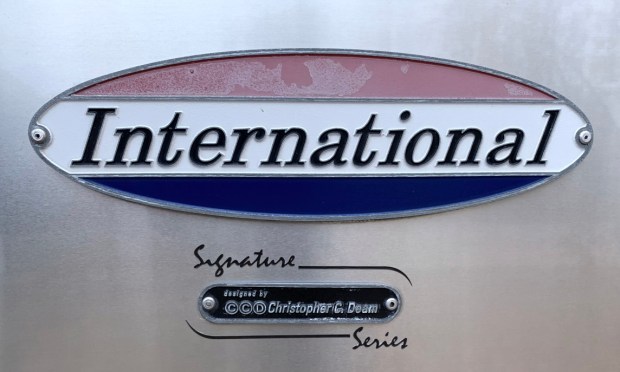 International
Signature
designed by
CCD Christopher C. Deam
Series